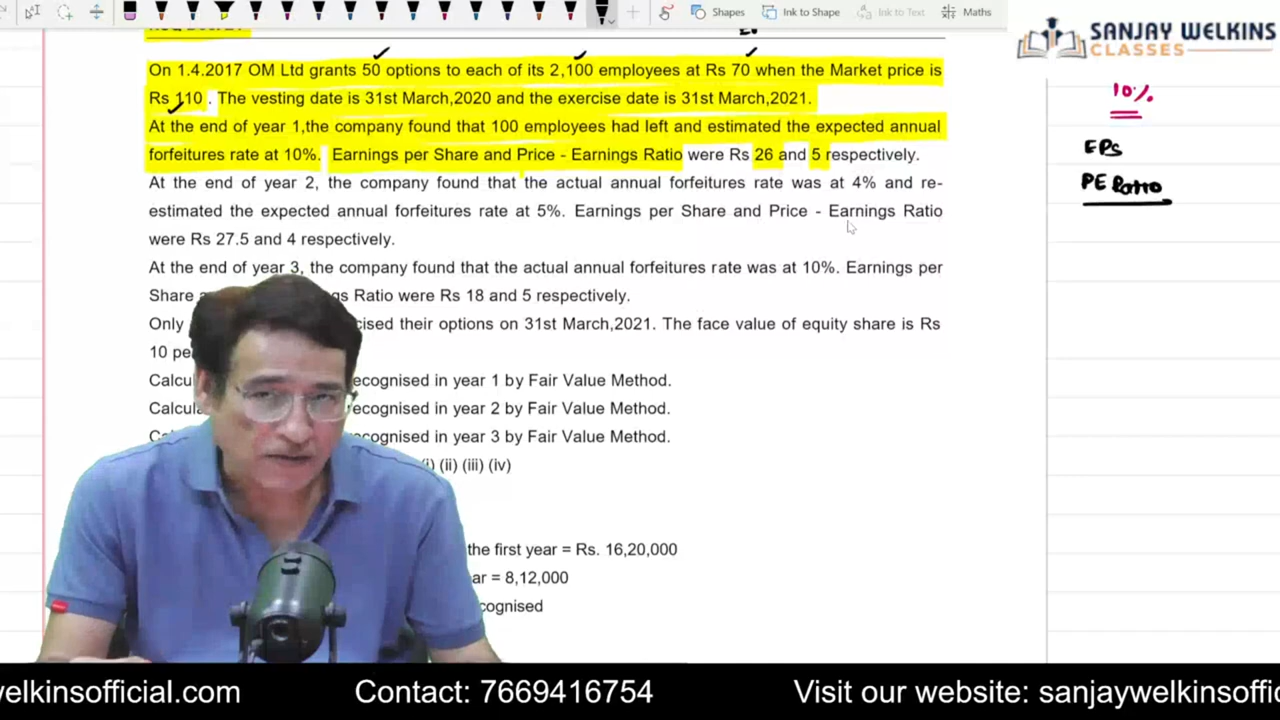 Shapes
Ink to Shape
Ink to Text
Maths
SANJAY WELKINS
CLASSES
On 1.4.2017 OM Ltd grants 50 options to each of its 2,100 employees at Rs 70 when the Market price is
Rs 110 . The vesting date is 31st March,2020 and the exercise date is 31st March,2021.
At the end of year 1,the company found that 100 employees had left and estimated the expected annual
forfeitures rate at 10%. Earnings per Share and Price - Earnings Ratio were Rs 26 and 5 respectively.
At the end of year 2, the company found that the actual annual forfeitures rate was at 4% and re-
estimated the expected annual forfeitures rate at 5%. Earnings per Share and Price - Earnings Ratio
were Rs 27.5 and 4 respectively.
At the end of year 3, the company found that the actual annual forfeitures rate was at 10%. Earnings per
Share Ratio were Rs 18 and 5 respectively.
Only their options on 31st March,2021. The face value of equity share is Rs
10
recognised in year 1 by Fair Value Method.
recognised in year 2 by Fair Value Method.
recognised in year 3 by Fair Value Method.
(i) (ii) (iii) (iv)
the first year = Rs. 16,20,000
= 8,12,000
10%
EPS
PE Ratio
welkinsofficial.com
Contact: 7669416754
Visit our website: sanjaywelkinsoffic